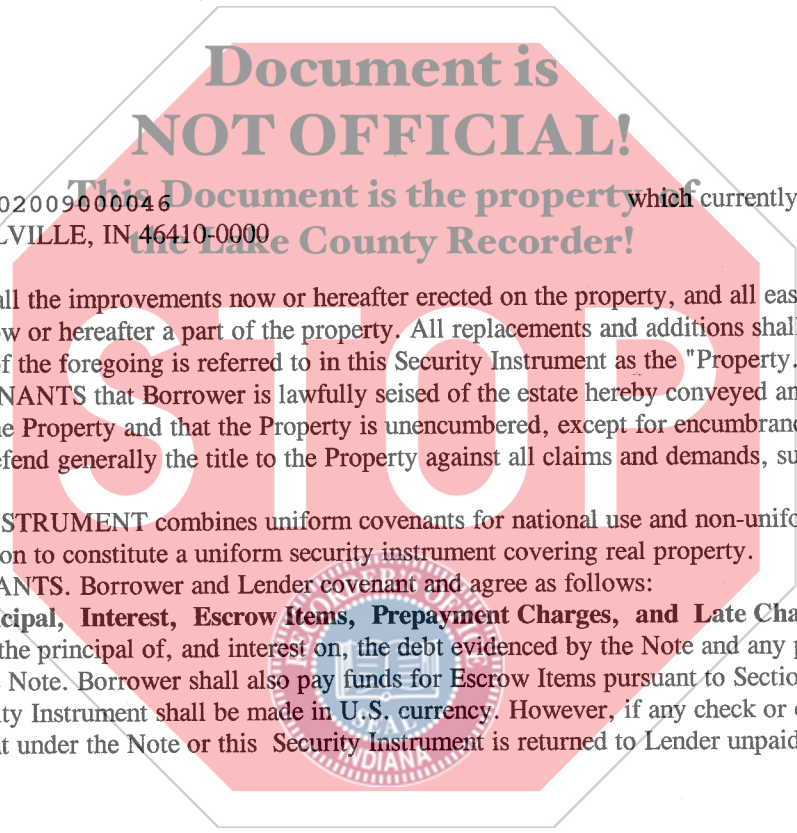 Document is
NOT OFFICIAL!
This Document is the property of
the Lake County Recorder!
02009000046 which currently
LVILLE, IN 46410-0000
all the improvements now or hereafter erected on the property, and all eas
w or hereafter a part of the property. All replacements and additions shal
f the foregoing is referred to in this Security Instrument as the "Property.
NANTS that Borrower is lawfully seised of the estate hereby conveyed an
e Property and that the Property is unencumbered, except for encumbranc
efend generally the title to the Property against all claims and demands, su
STOP
STRUMENT combines uniform covenants for national use and non-unifo
on to constitute a uniform security instrument covering real property.
ANTS. Borrower and Lender covenant and agree as follows:
cipal, Interest, Escrow Items, Prepayment Charges, and Late Cha
the principal of, and interest on, the debt evidenced by the Note and any p
Note. Borrower shall also pay funds for Escrow Items pursuant to Sectio
ity Instrument shall be made in U.S. currency. However, if any check or
t under the Note or this Security Instrument is returned to Lender unpaid
SEAL
INDIANA